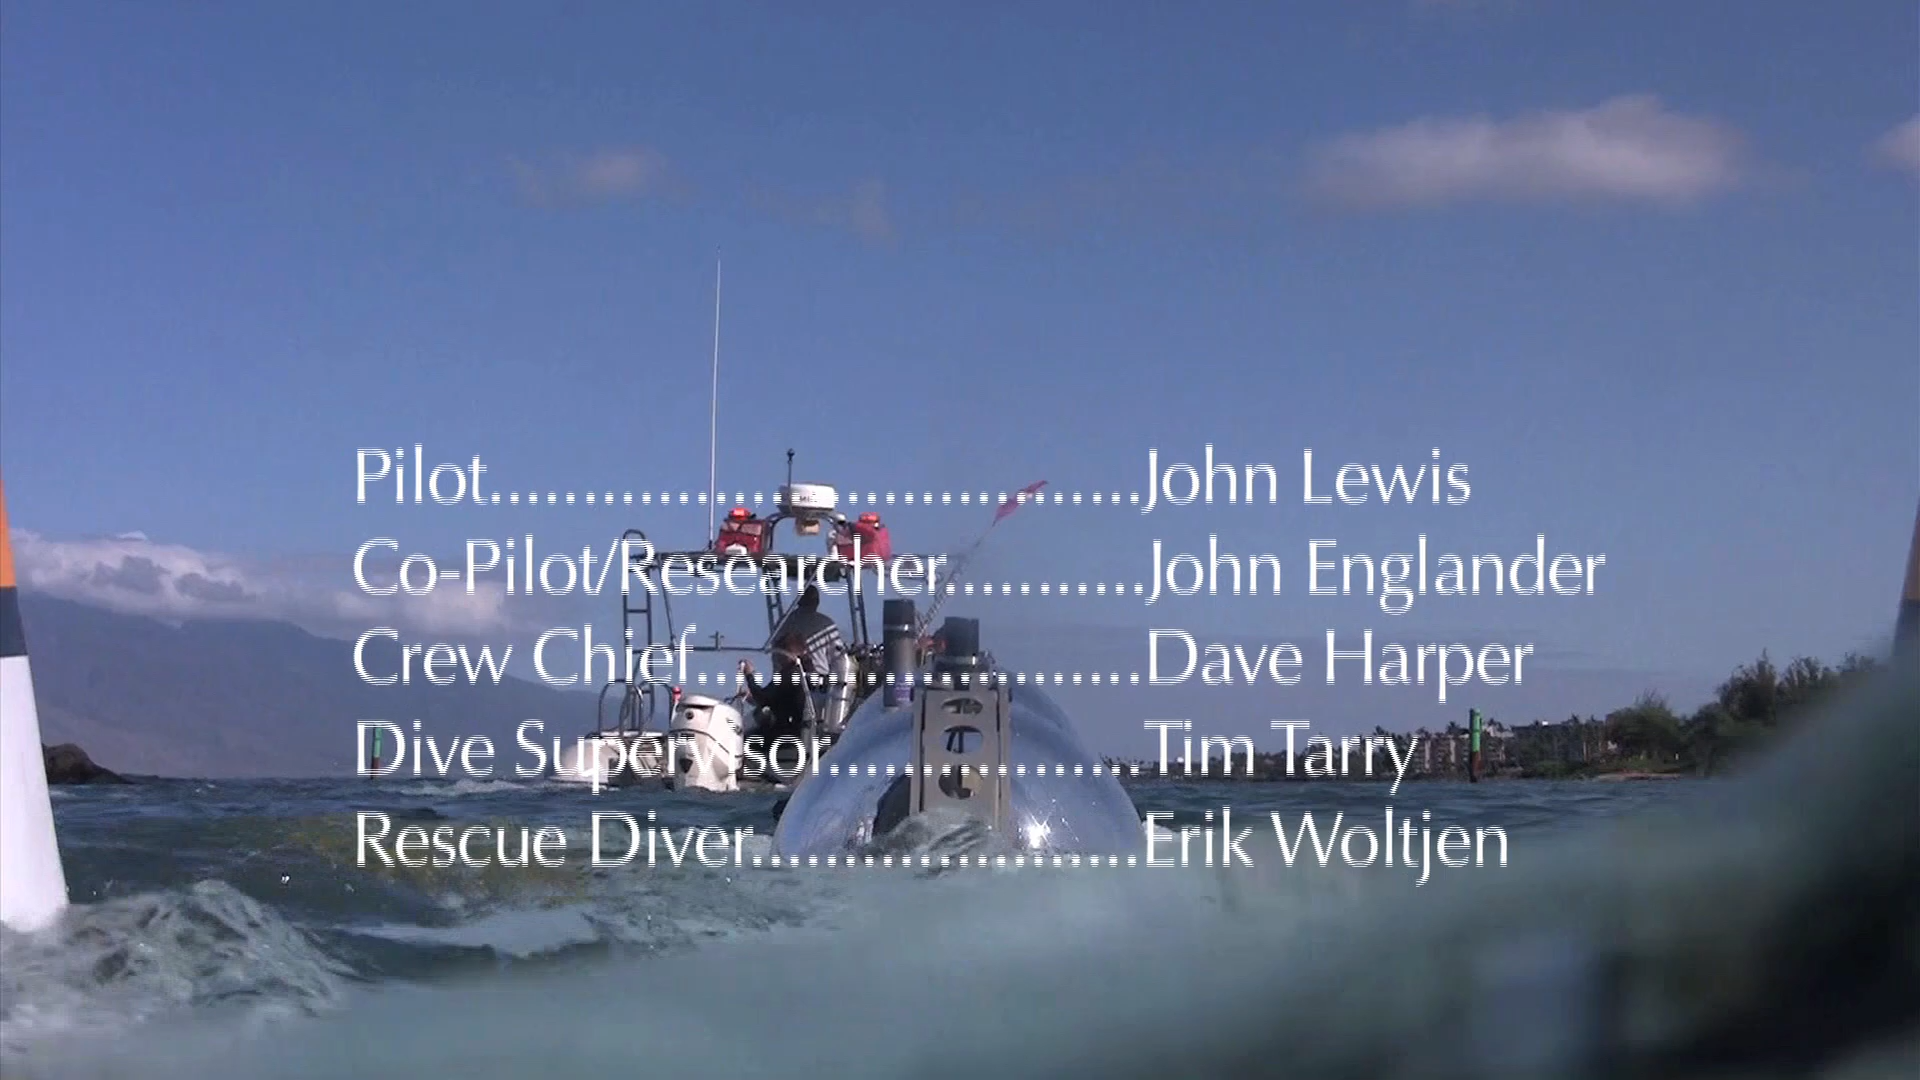 Pilot..................................John Lewis
Co-Pilot/Researcher..........John Englander
Crew Chief.......................Dave Harper
Dive Supervisor................Tim Tarry
Rescue Diver....................Erik Woltjen